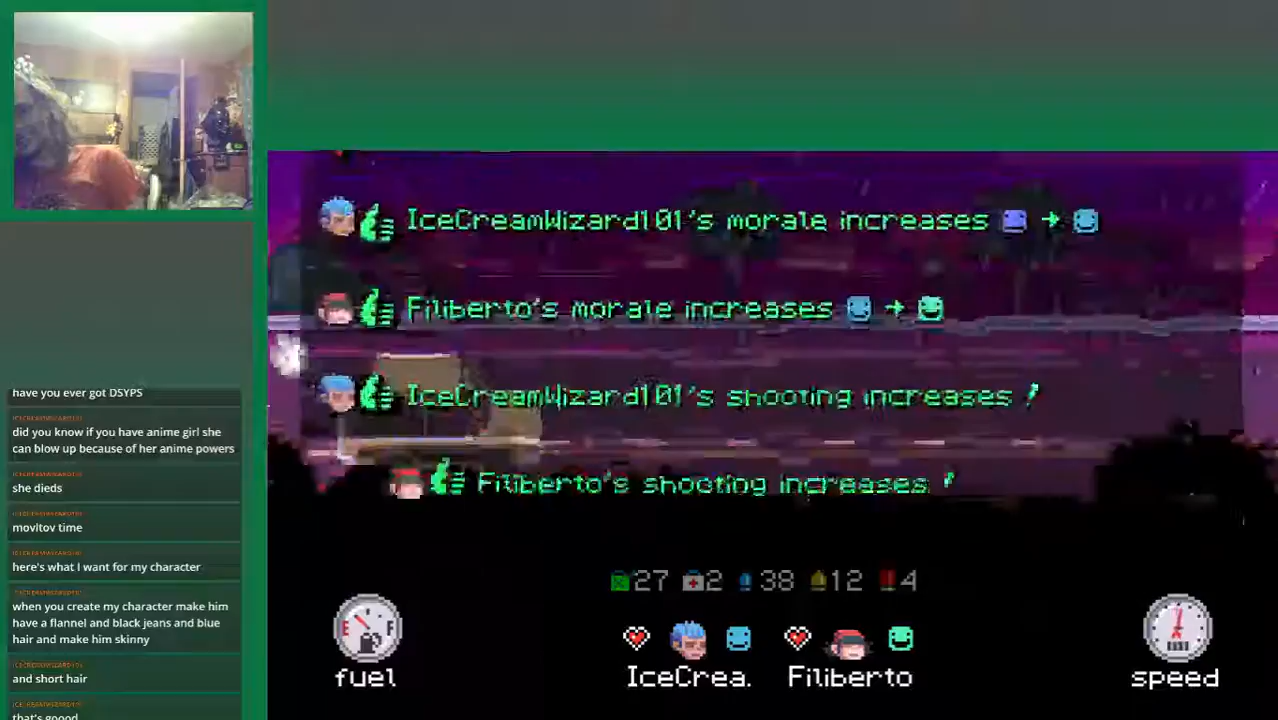 IceCreamWizard101's morale increases
Filiberto's morale increases
IceCreamWizard101's shooting increases
Filiberto's shooting increases
have you ever got DSYPS
did you know if you have anime girl she
can blow up because of her anime powers
she dieds
movltov time
here's what I want for my character
when you create my character make him
have a flannel and black jeans and blue
hair and make him skinny
and short hair
that's goood
27 2 38 12 4
E F
fuel
IceCrea. Filiberto
speed